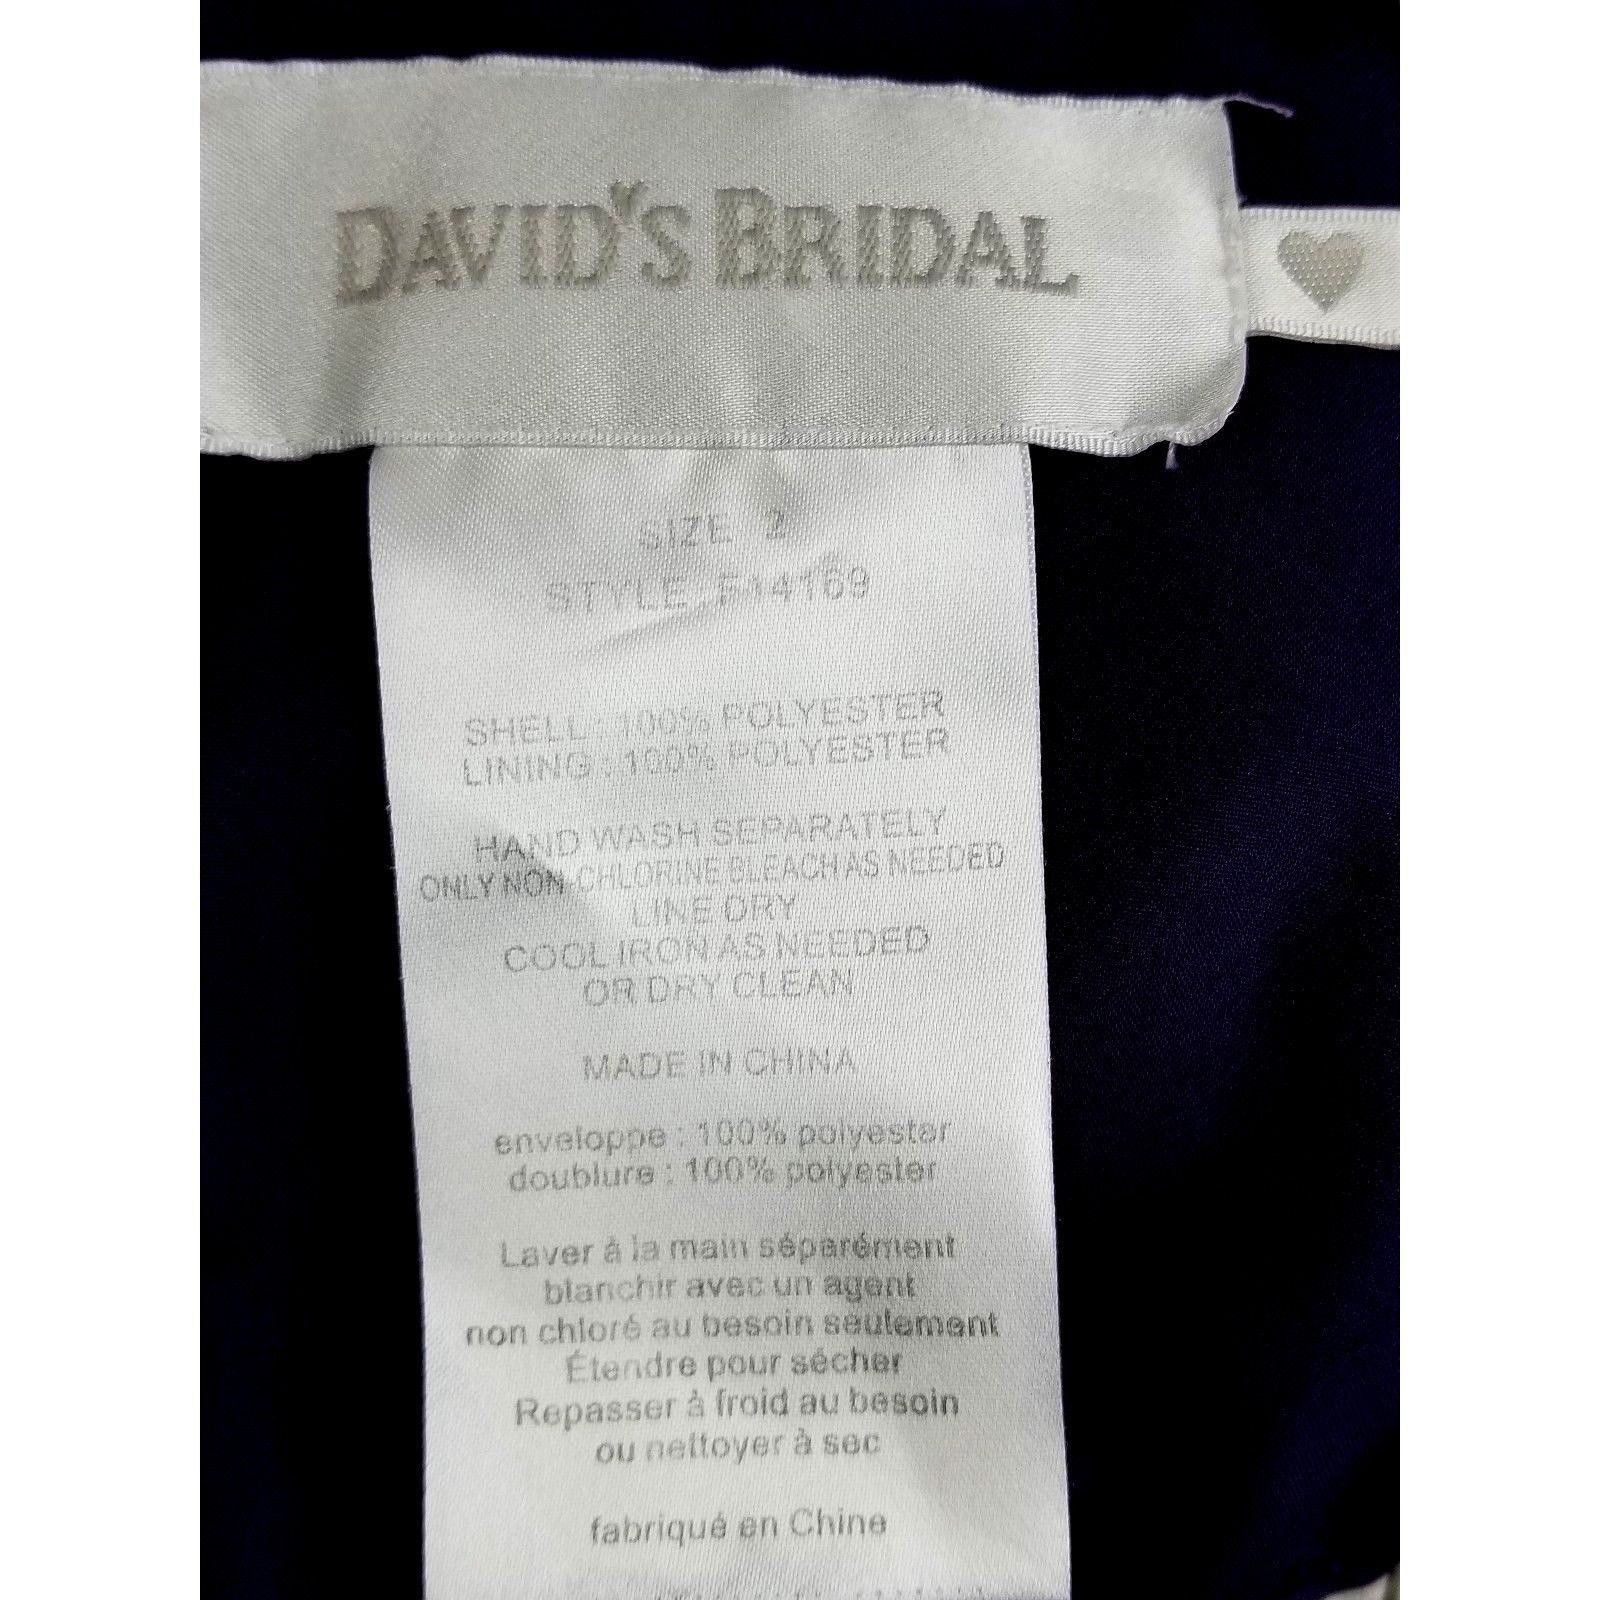 DAVID'S BRIDAL
SIZE 2
STYLE F14169
SHELL : 100% POLYESTER
LINING : 100% POLYESTER
HAND WASH SEPARATELY
ONLY NON-CHLORINE BLEACH AS NEEDED
LINE DRY
COOL IRON AS NEEDED
OR DRY CLEAN
MADE IN CHINA
enveloppe : 100% polyester
doublure : 100% polyester
Laver à la main séparément
blanchir avec un agent
non chloré au besoin seulement
Étendre pour sécher
Repasser à froid au besoin
ou nettoyer à sec
fabriqué en Chine